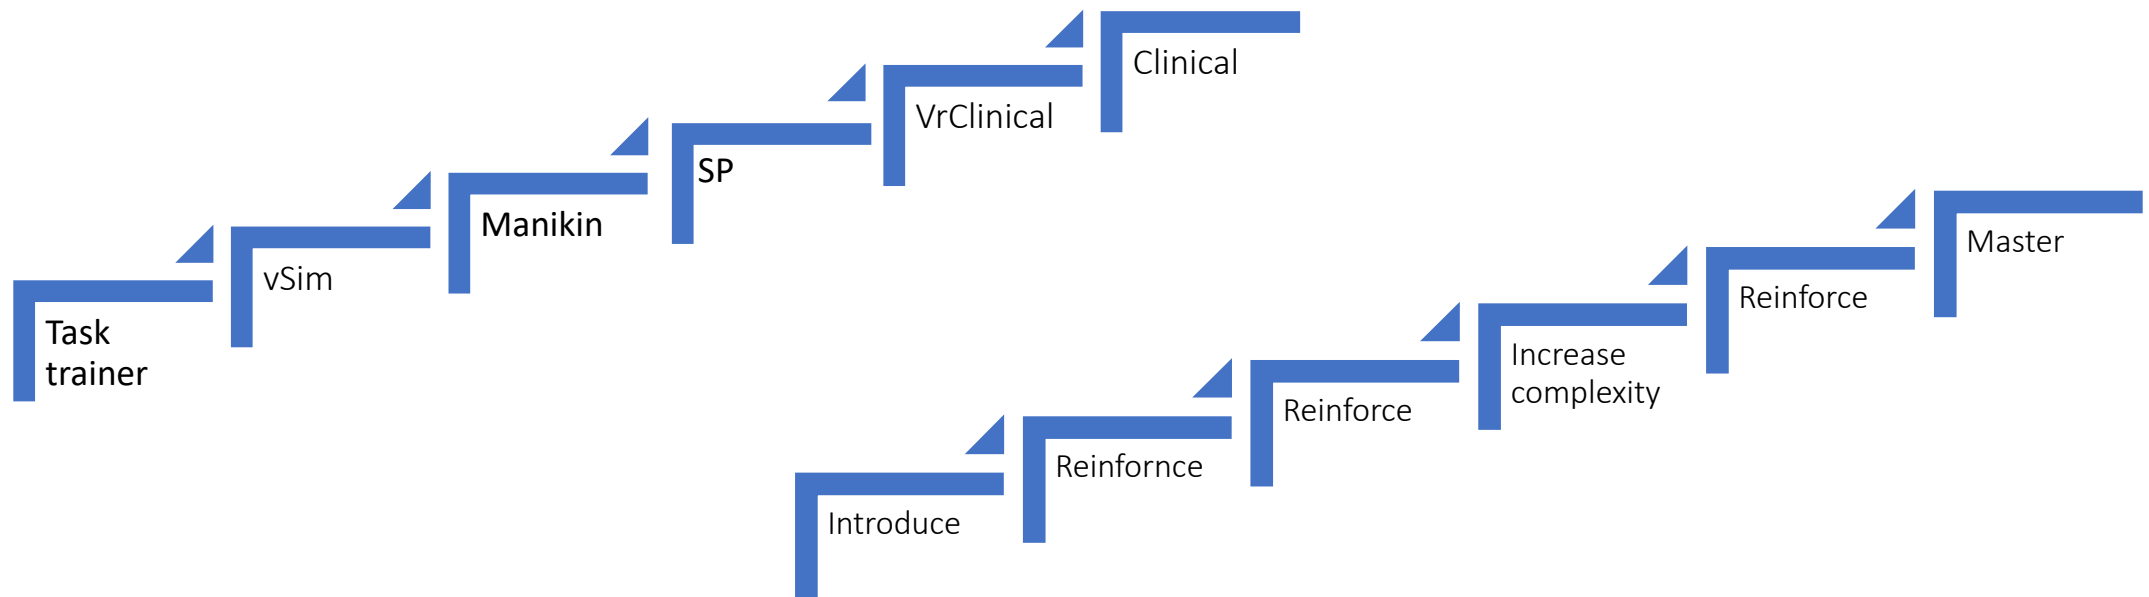 Task
trainer
vSim
Manikin
SP
VrClinical
Clinical
Introduce
Reinfornce
Reinforce
Increase
complexity
Reinforce
Master